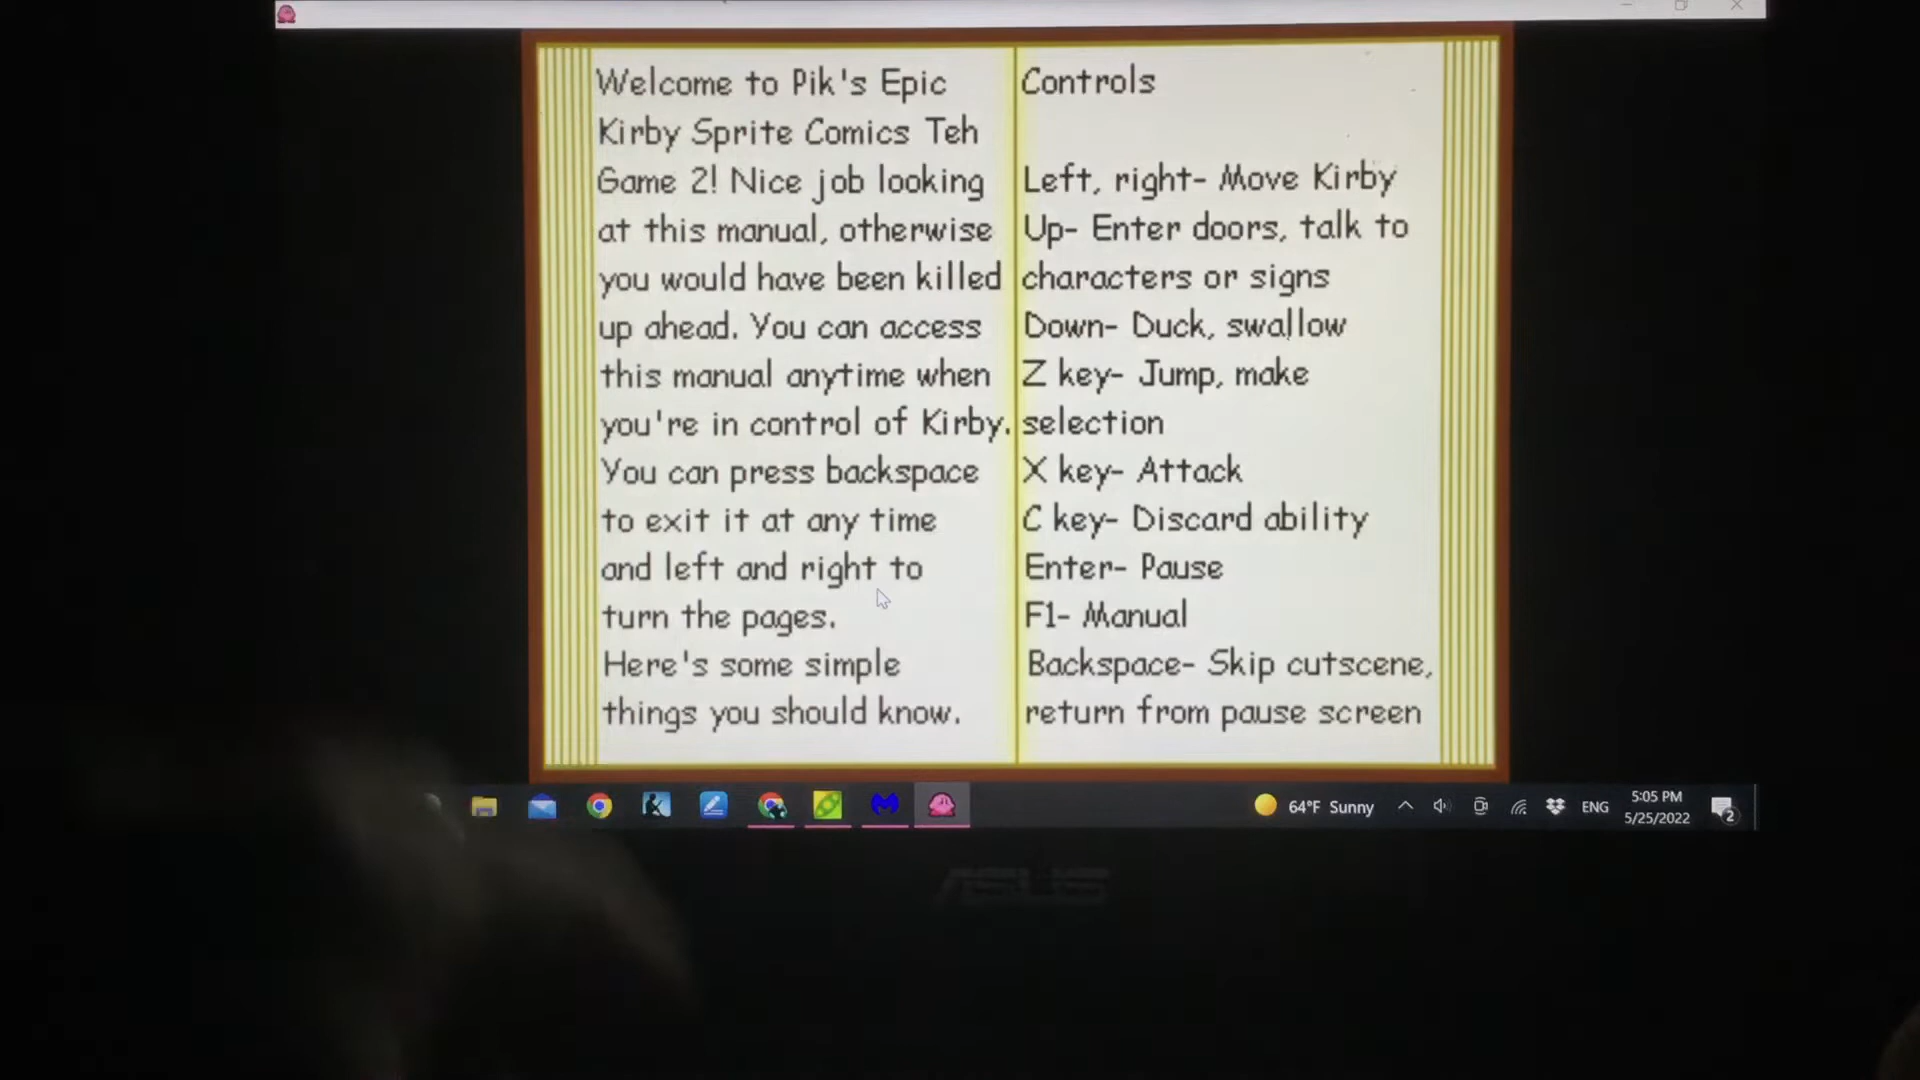 Welcome to Pik's Epic
Kirby Sprite Comics Teh
Game 2! Nice job looking
at this manual, otherwise
you would have been killed
up ahead. You can access
this manual anytime when
you're in control of Kirby.
You can press backspace
to exit it at any time
and left and right to
turn the pages.
Here's some simple
things you should know.
Controls
Left, right- Move Kirby
Up- Enter doors, talk to
characters or signs
Down- Duck, swallow
Z key- Jump, make
selection
X key- Attack
C key- Discard ability
Enter- Pause
F1- Manual
Backspace- Skip cutscene,
return from pause screen
64°F Sunny
ENG
5:05 PM
5/25/2022
2
ASUS